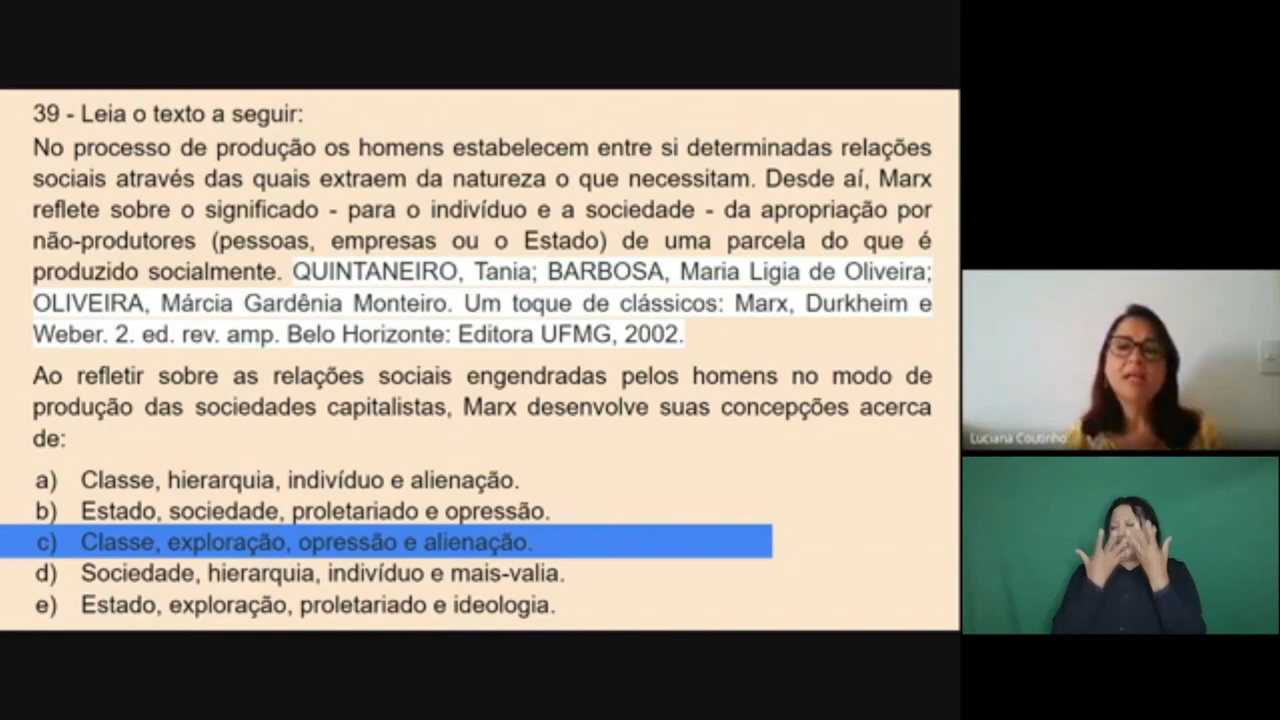 39 - Leia o texto a seguir:
No processo de produção os homens estabelecem entre si determinadas relações
sociais através das quais extraem da natureza o que necessitam. Desde aí, Marx
reflete sobre o significado - para o indivíduo e a sociedade - da apropriação por
não-produtores (pessoas, empresas ou o Estado) de uma parcela do que é
produzido socialmente. QUINTANEIRO, Tania; BARBOSA, Maria Ligia de Oliveira;
OLIVEIRA, Márcia Gardênia Monteiro. Um toque de clássicos: Marx, Durkheim e
Weber. 2. ed. rev. amp. Belo Horizonte: Editora UFMG, 2002.
Ao refletir sobre as relações sociais engendradas pelos homens no modo de
produção das sociedades capitalistas, Marx desenvolve suas concepções acerca
de:
a) Classe, hierarquia, indivíduo e alienação.
b) Estado, sociedade, proletariado e opressão.
c) Classe, exploração, opressão e alienação.
d) Sociedade, hierarquia, indivíduo e mais-valia.
e) Estado, exploração, proletariado e ideologia.
Luciana Coutinho